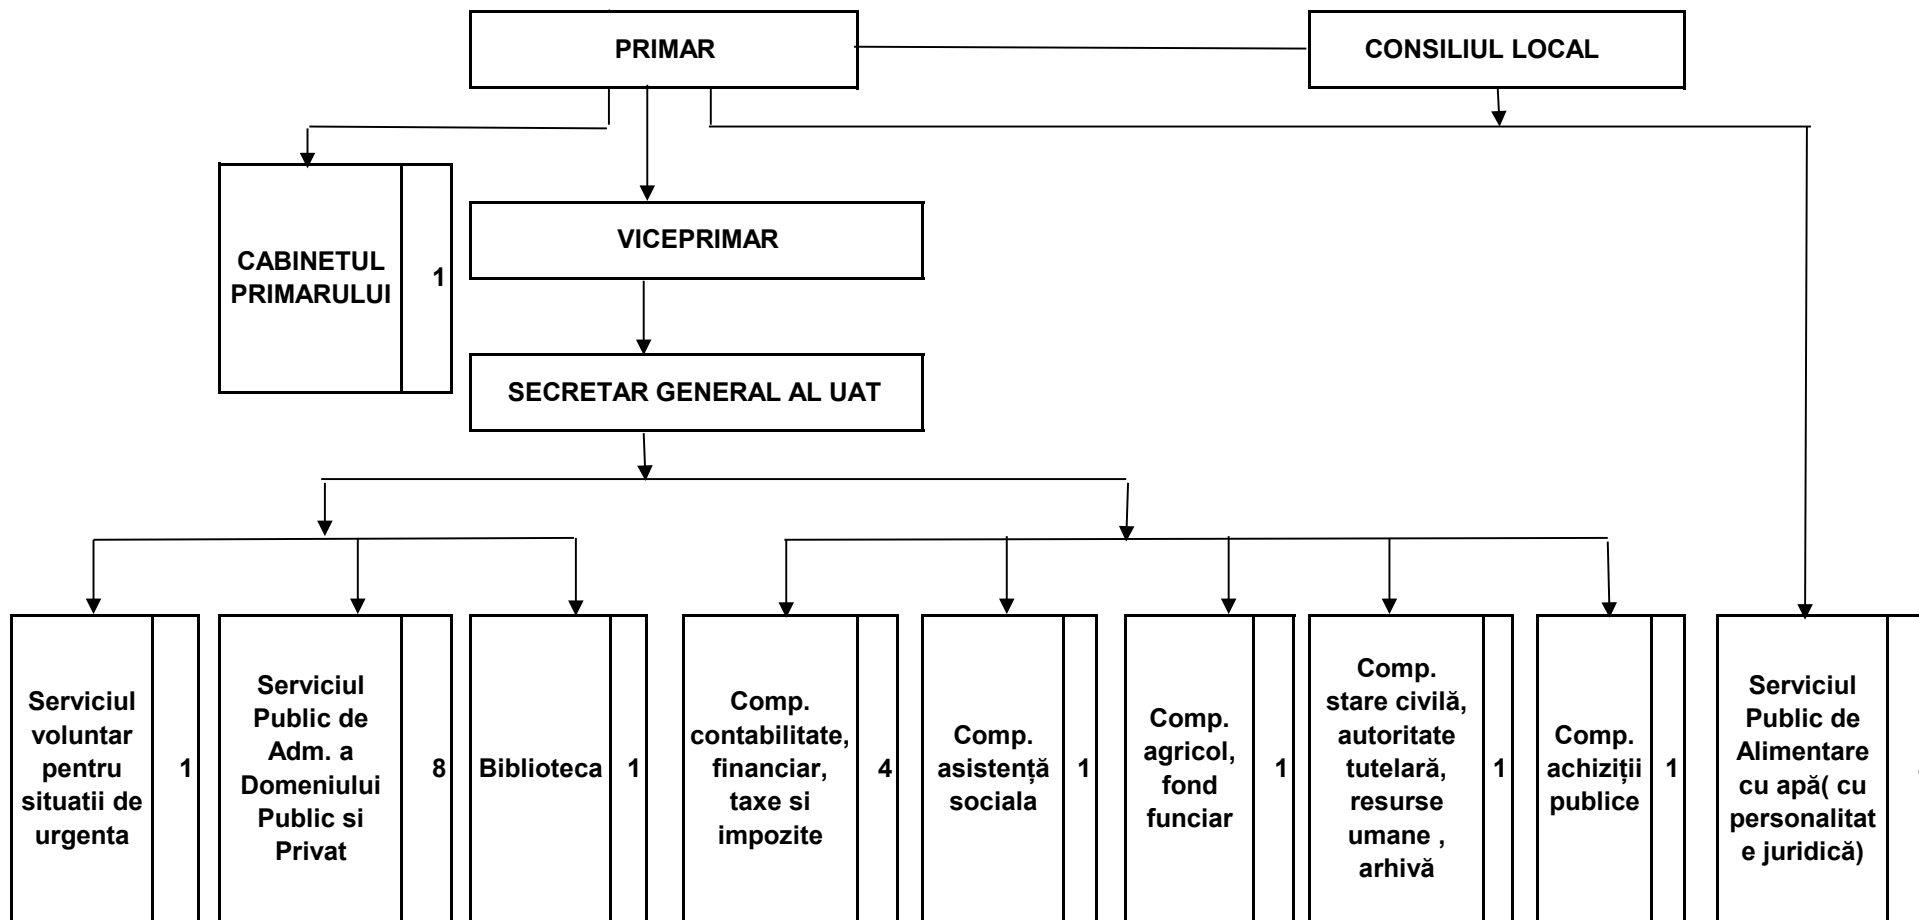 PRIMAR
CONSILIUL LOCAL
CABINETUL
PRIMARULUI
1
VICEPRIMAR
SECRETAR GENERAL AL UAT
Serviciul
voluntar
pentru
situatii de
urgenta
1
Serviciul
Public de
Adm. a
Domeniului
Public si
Privat
8
Biblioteca
1
Comp.
contabilitate,
financiar,
taxe si
impozite
4
Comp.
asistență
sociala
1
Comp.
agricol,
fond
funciar
1
Comp.
stare civilă,
autoritate
tutelară,
resurse
umane ,
arhivă
1
Comp.
achiziții
publice
1
Serviciul
Public de
Alimentare
cu apă( cu
personalitat
e juridică)